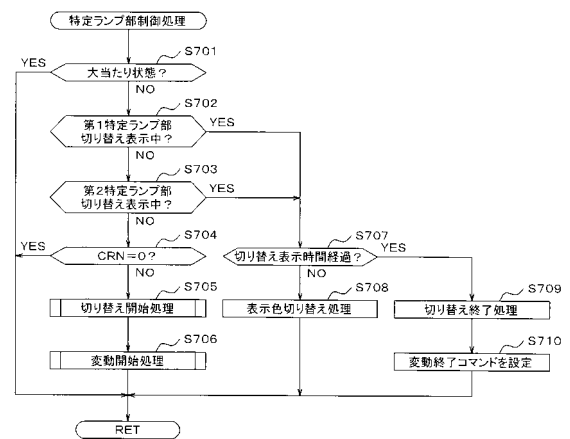 特定ランプ部制御処理
S701
大当たり状態？
YES
NO
S702
第1特定ランプ部
切り替え表示中？
YES
NO
S703
第2特定ランプ部
切り替え表示中？
YES
NO
S704
CRN＝0？
YES
NO
S707
切り替え表示時間経過？
YES
NO
S705
切り替え開始処理
S708
表示色切り替え処理
S709
切り替え終了処理
S706
変動開始処理
S710
変動終了コマンドを設定
RET